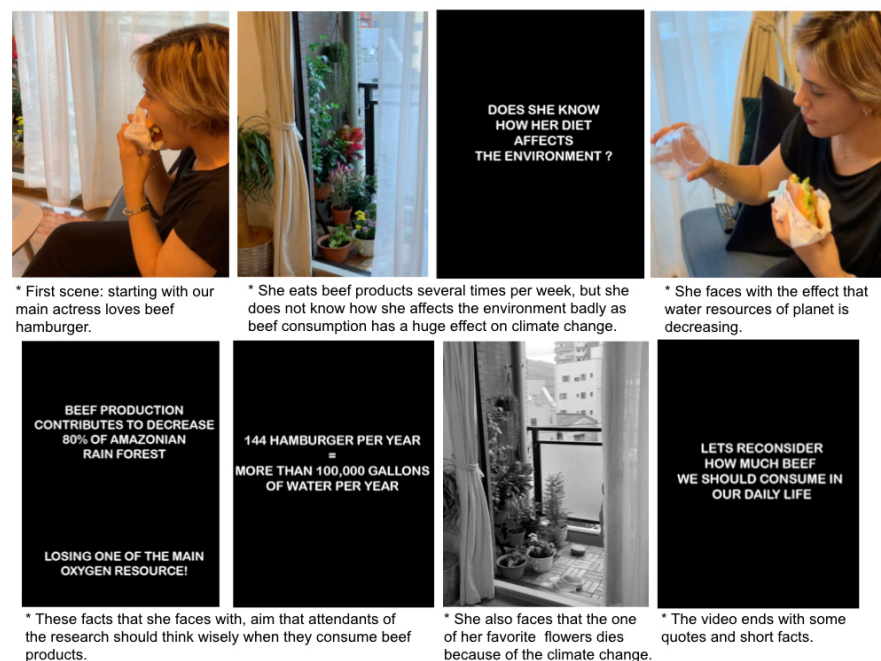 DOES SHE KNOW
HOW HER DIET
AFFECTS
THE ENVIRONMENT ?
* First scene: starting with our
main actress loves beef
hamburger.
* She eats beef products several times per week, but she
does not know how she affects the environment badly as
beef consumption has a huge effect on climate change.
* She faces with the effect that
water resources of planet is
decreasing.
BEEF PRODUCTION
CONTRIBUTES TO DECREASE
80% OF AMAZONIAN
RAIN FOREST
LOSING ONE OF THE MAIN
OXYGEN RESOURCE!
144 HAMBURGER PER YEAR
=
MORE THAN 100,000 GALLONS
OF WATER PER YEAR
LETS RECONSIDER
HOW MUCH BEEF
WE SHOULD CONSUME IN
OUR DAILY LIFE
* These facts that she faces with, aim that attendants of
the research should think wisely when they consume beef
products.
* She also faces that the one
of her favorite flowers dies
because of the climate change.
* The video ends with some
quotes and short facts.